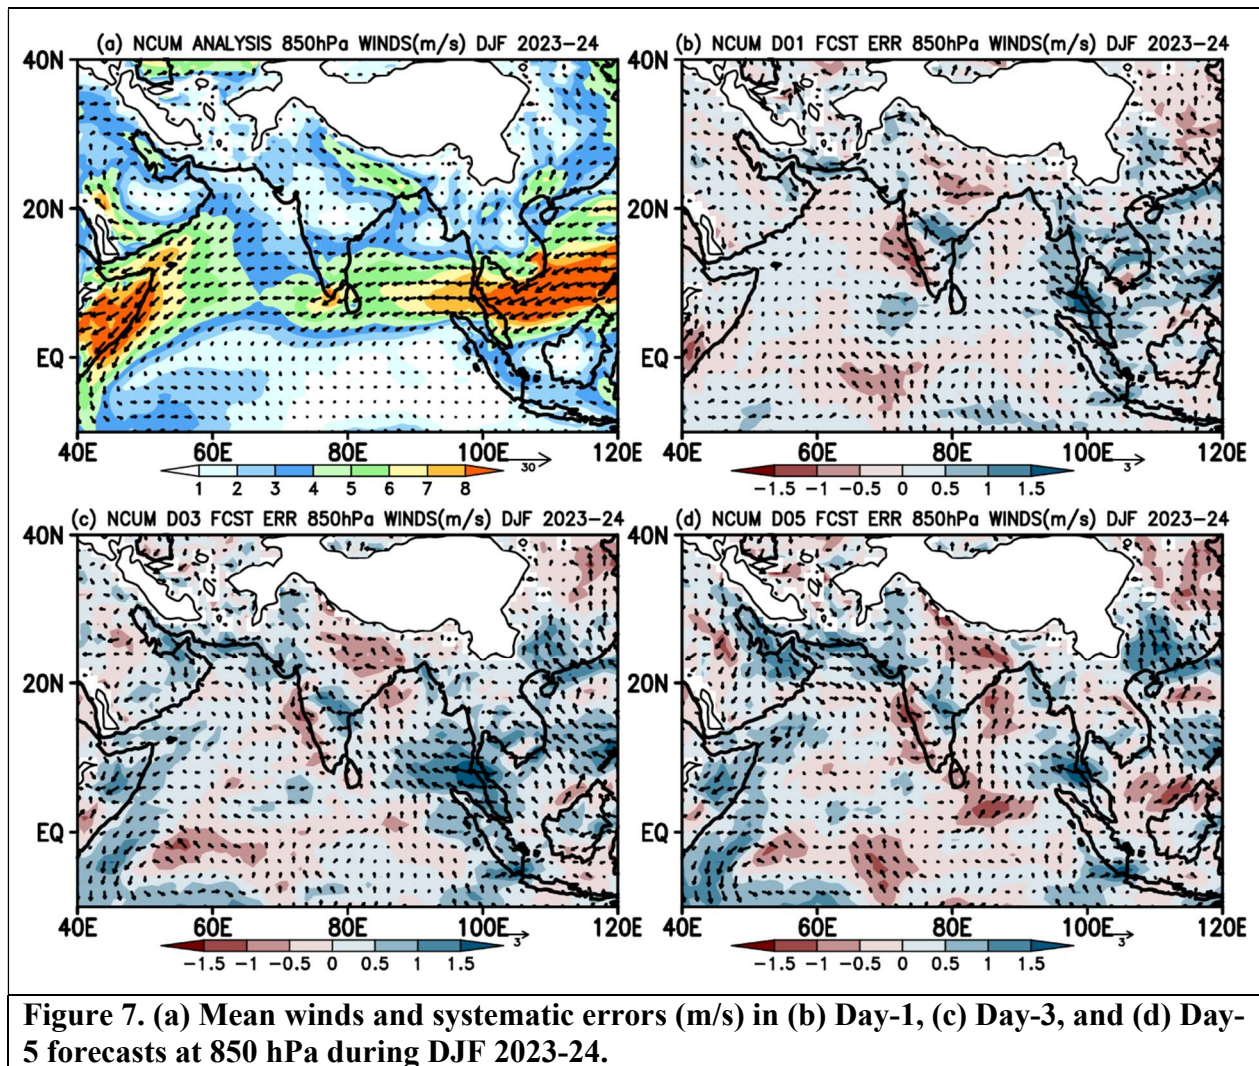 (a) NCUM ANALYSIS 850hPa WINDS(m/s) DJF 2023-24
40N
20N
EQ
40E 60E 80E 100E 120E
1 2 3 4 5 6 7 8
30
(b) NCUM D01 FCST ERR 850hPa WINDS(m/s) DJF 2023-24
40N
20N
EQ
40E 60E 80E 100E 120E
-1.5 -1 -0.5 0 0.5 1 1.5
3
(c) NCUM D03 FCST ERR 850hPa WINDS(m/s) DJF 2023-24
40N
20N
EQ
40E 60E 80E 100E 120E
-1.5 -1 -0.5 0 0.5 1 1.5
3
(d) NCUM D05 FCST ERR 850hPa WINDS(m/s) DJF 2023-24
40N
20N
EQ
40E 60E 80E 100E 120E
-1.5 -1 -0.5 0 0.5 1 1.5
3
Figure 7. (a) Mean winds and systematic errors (m/s) in (b) Day-1, (c) Day-3, and (d) Day-
5 forecasts at 850 hPa during DJF 2023-24.